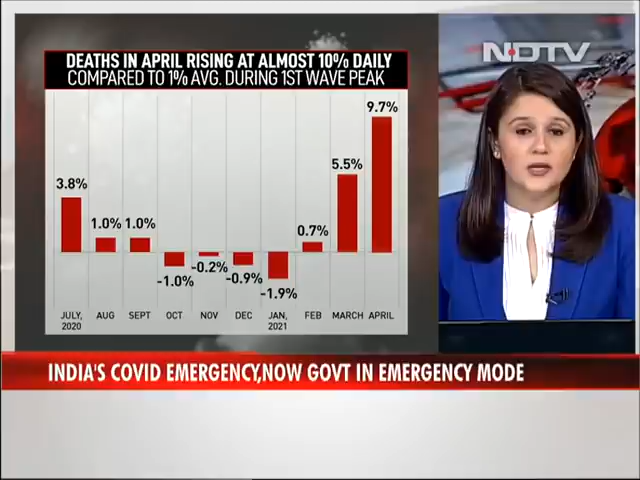 DEATHS IN APRIL RISING AT ALMOST 10% DAILY
COMPARED TO 1% AVG. DURING 1ST WAVE PEAK
NDTV
3.8%
1.0%
1.0%
-1.0%
-0.2%
-0.9%
-1.9%
0.7%
5.5%
9.7%
JULY, 2020
AUG
SEPT
OCT
NOV
DEC
JAN, 2021
FEB
MARCH
APRIL
INDIA'S COVID EMERGENCY,NOW GOVT IN EMERGENCY MODE